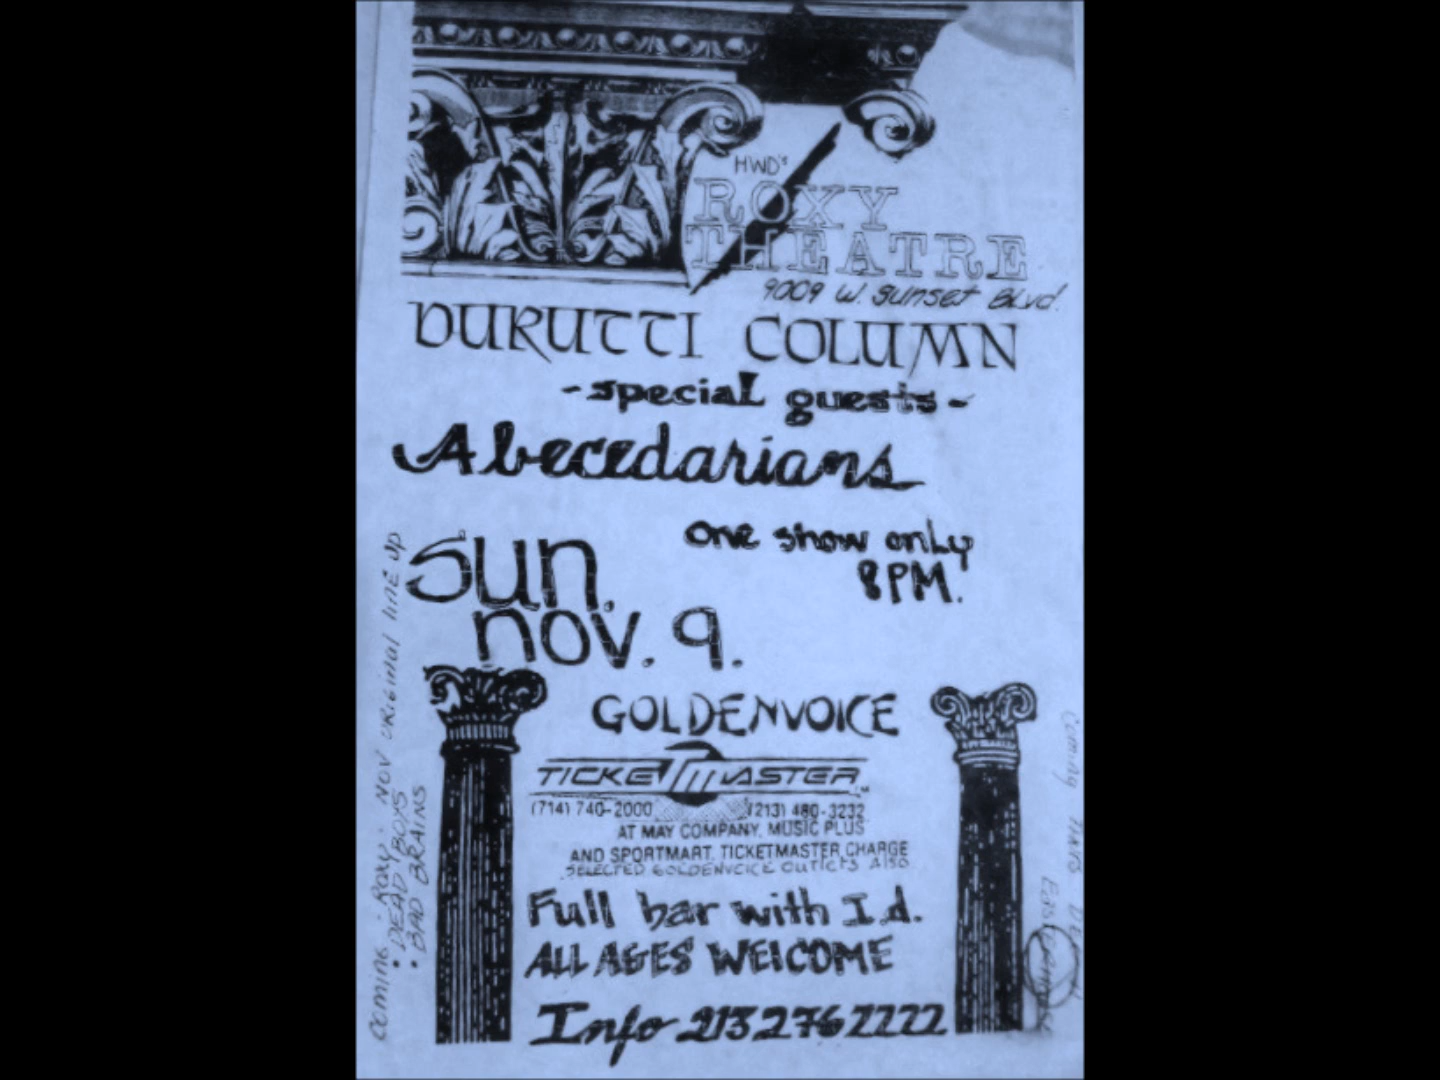 HWD's
ROXY
THEATRE
9009 W. Sunset Blvd.
DURUTTI COLUMN
-special guests-
Abecedarians
one show only
8 PM.
Sun.
nov. 9.
GOLDENVOICE
TICKETMASTER
(714) 740-2000 (213) 480-3232
AT MAY COMPANY, MUSIC PLUS
AND SPORTMART. TICKETMASTER CHARGE
SELECTED GOLDENVOICE OUTLETS ALSO
Full bar with I.d.
ALL AGES WELCOME
Info 213 276 2222
COMING - ROXY - NOV ORIGINAL LINE UP
• DEAD BOYS
• BAD BRAINS
Coming